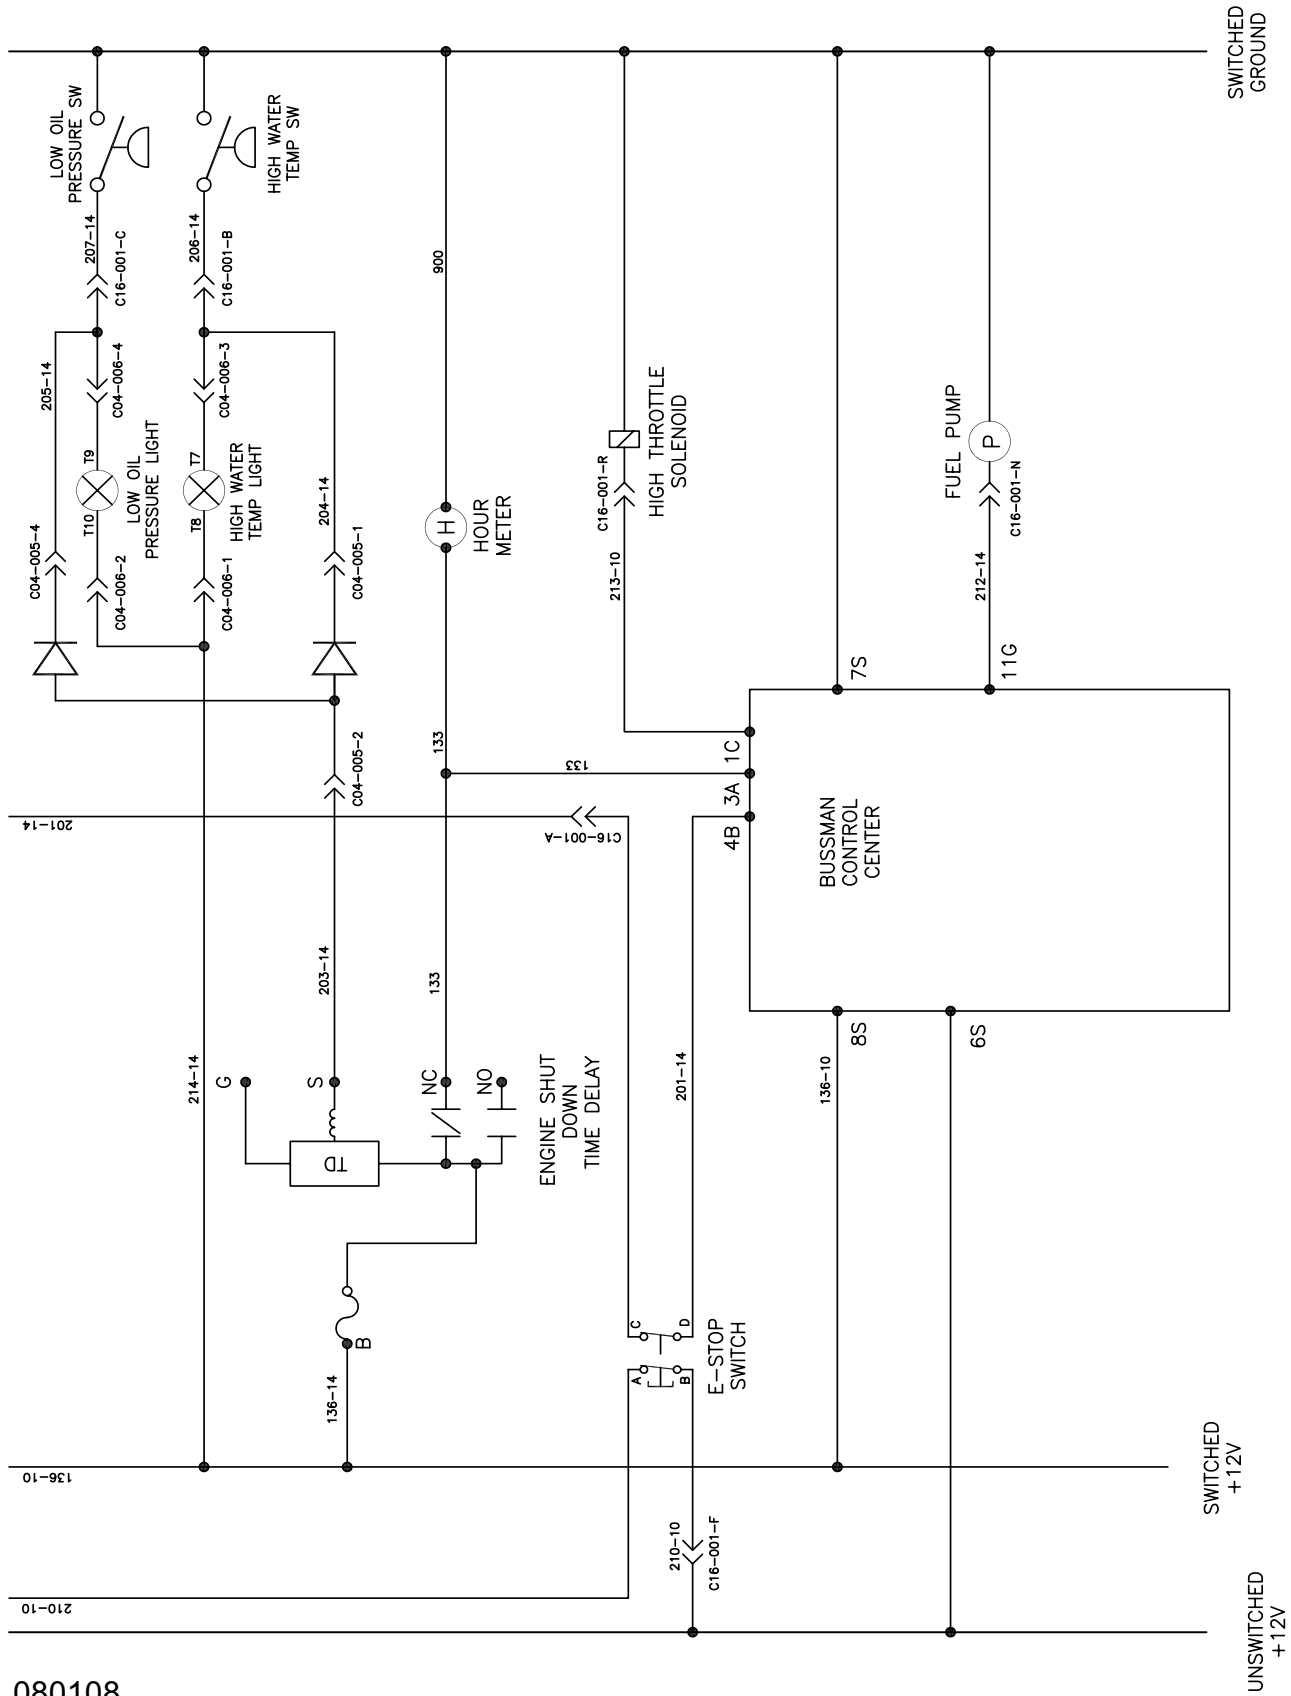 SWITCHED
GROUND
LOW OIL
PRESSURE SW
HIGH WATER
TEMP SW
207-14
C16-001-C
206-14
C16-001-B
900
205-14
C04-006-4
C04-006-3
T9
T10
LOW OIL
PRESSURE LIGHT
T7
T8
HIGH WATER
TEMP LIGHT
204-14
C04-005-4
C04-006-2
C04-006-1
C04-005-1
H
HOUR
METER
C16-001-R
HIGH THROTTLE
SOLENOID
213-10
FUEL PUMP
P
C16-001-N
212-14
7S
11G
1C
3A
4B
133
133
C04-005-2
201-14
C16-001-A
BUSSMAN
CONTROL
CENTER
203-14
133
214-14
G
S
NC
NO
TD
ENGINE SHUT
DOWN
TIME DELAY
201-14
8S
136-10
6S
B
136-14
C
D
A
B
E-STOP
SWITCH
136-10
SWITCHED
+12V
210-10
C16-001-F
210-10
UNSWITCHED
+12V
080108